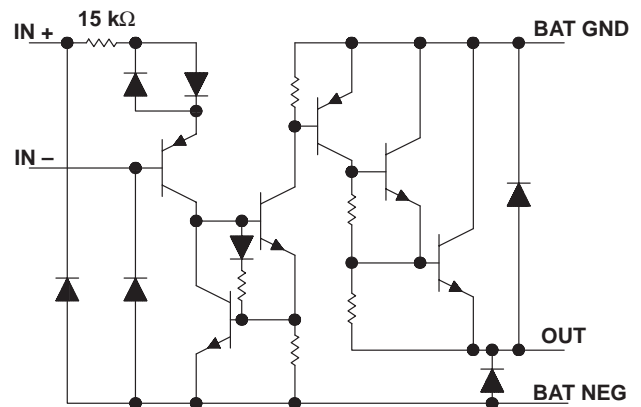 15 kΩ
IN +
BAT GND
IN –
OUT
BAT NEG